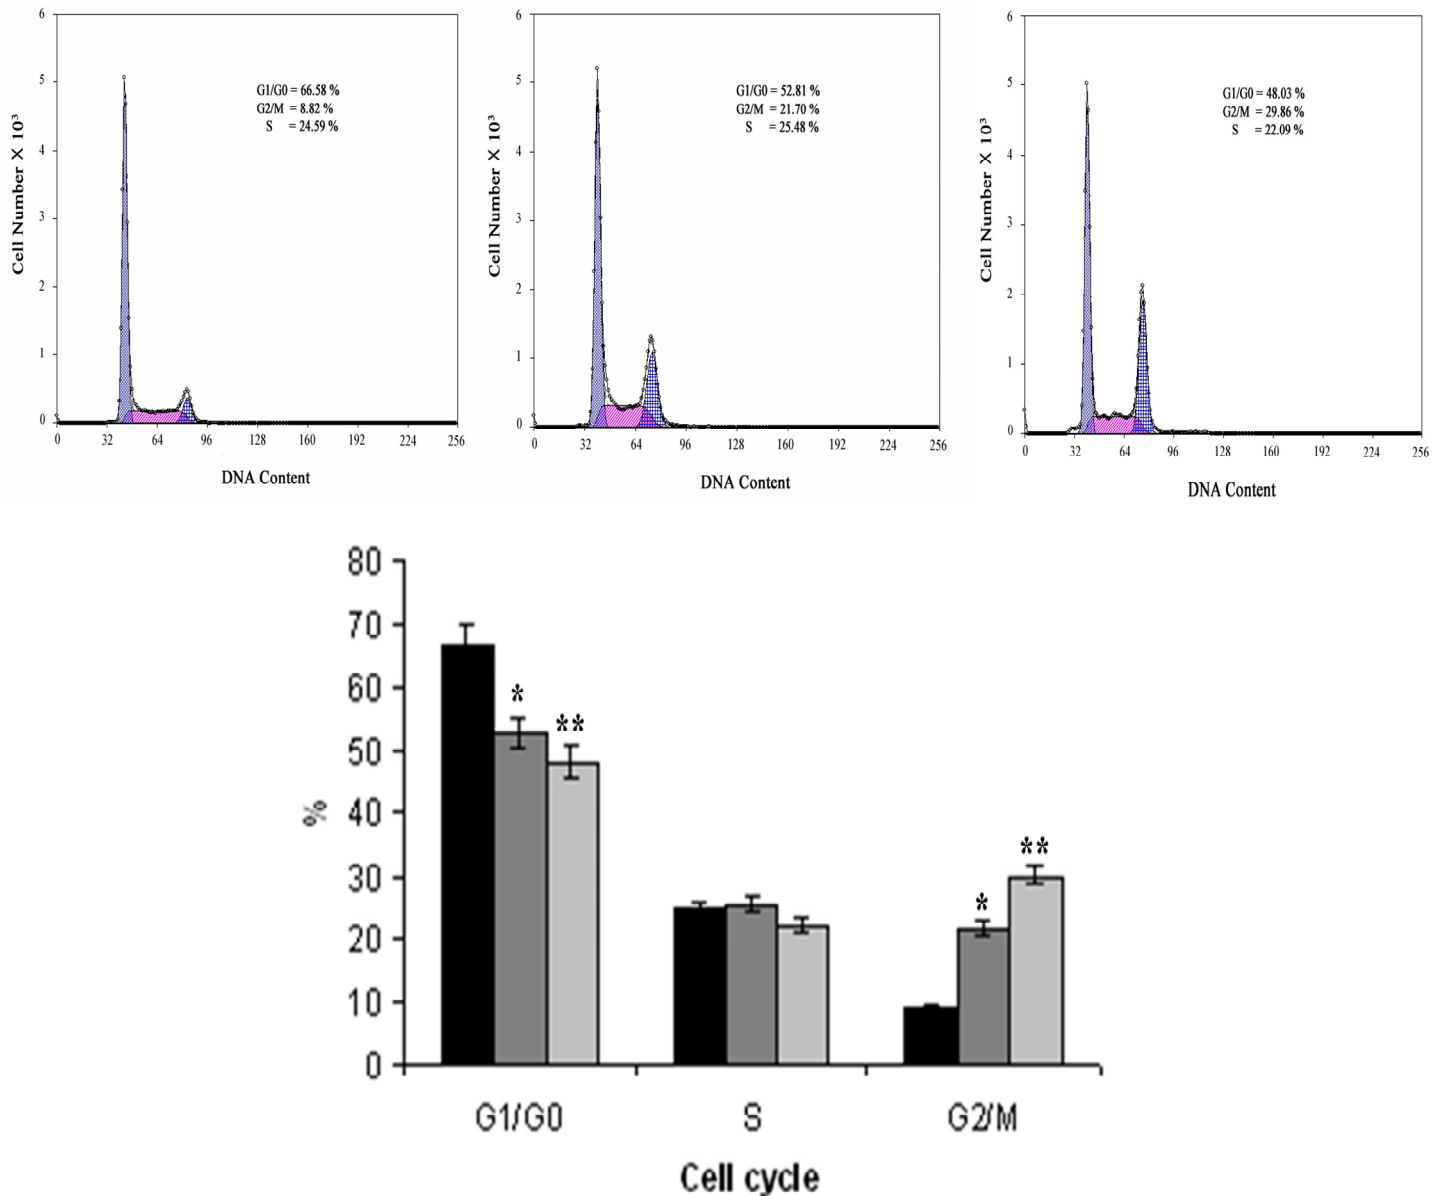 6
5
4
3
2
1
0
Cell Number X 10³
G1/G0 = 66.58 %
G2/M = 8.82 %
S = 24.59 %
0 32 64 96 128 160 192 224 256
DNA Content
6
5
4
3
2
1
0
Cell Number X 10³
G1/G0 = 52.81 %
G2/M = 21.70 %
S = 25.48 %
0 32 64 96 128 160 192 224 256
DNA Content
6
5
4
3
2
1
0
Cell Number X 10³
G1/G0 = 48.03 %
G2/M = 29.86 %
S = 22.09 %
0 32 64 96 128 160 192 224 256
DNA Content
80
70
60
50
40
30
20
10
0
%
*
**
*
**
G1/G0 S G2/M
Cell cycle